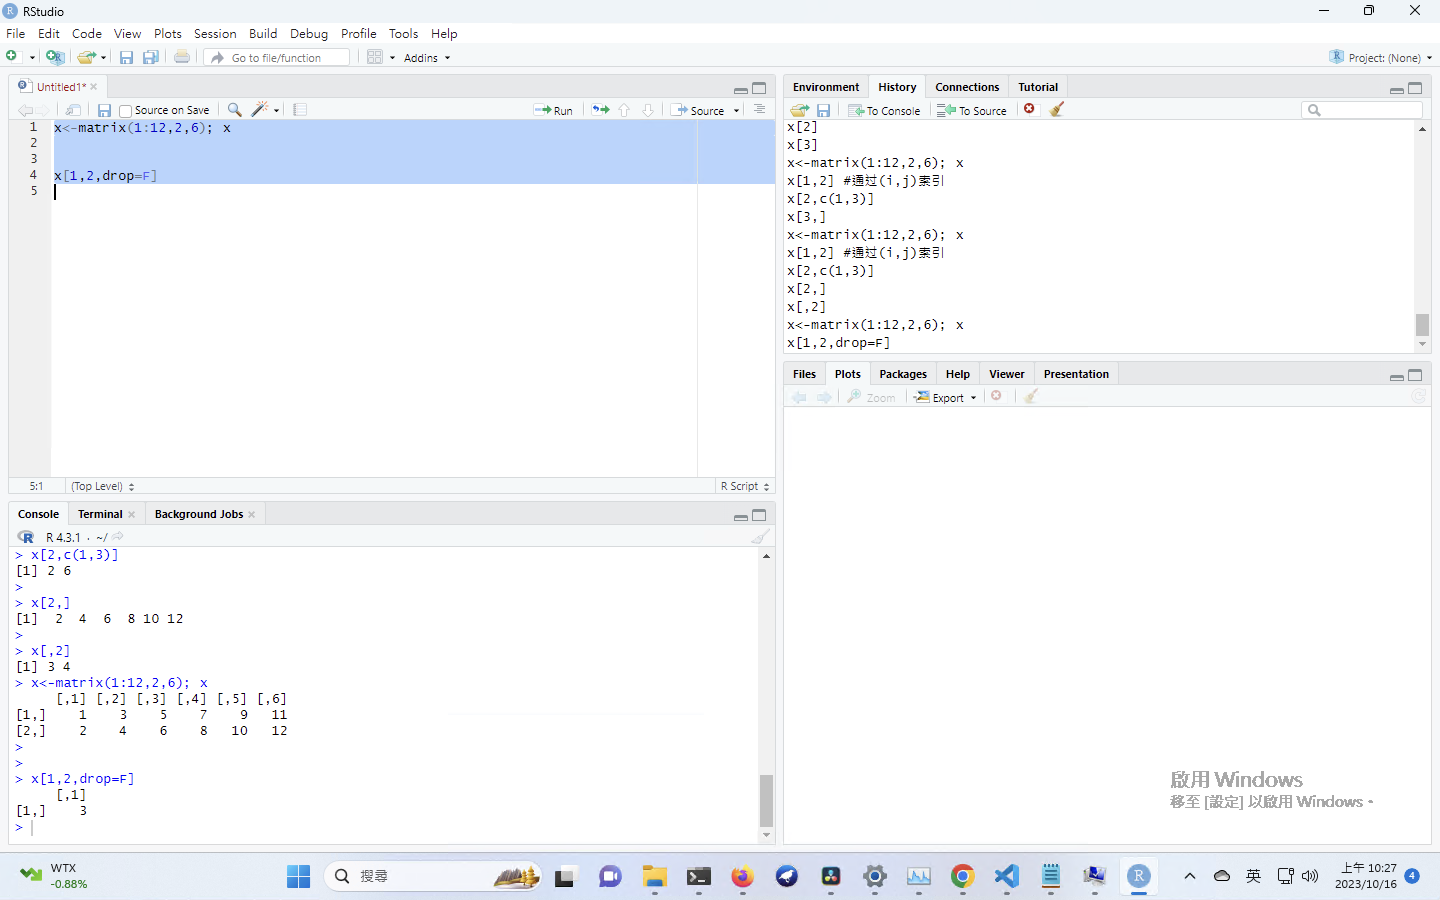 RStudio
File Edit Code View Plots Session Build Debug Profile Tools Help
Go to file/function Addins Project: (None)
Untitled1*
Source on Save Run Source
1 x<-matrix(1:12,2,6); x
2
3
4 x[1,2,drop=F]
5
5:1 (Top Level) R Script
Console Terminal Background Jobs
R 4.3.1 · ~/
> x[2,c(1,3)]
[1] 2 6
>
> x[2,]
[1] 2 4 6 8 10 12
>
> x[,2]
[1] 3 4
> x<-matrix(1:12,2,6); x
[,1] [,2] [,3] [,4] [,5] [,6]
[1,] 1 3 5 7 9 11
[2,] 2 4 6 8 10 12
>
>
> x[1,2,drop=F]
[,1]
[1,] 3
>
Environment History Connections Tutorial
To Console To Source
x[2]
x[3]
x<-matrix(1:12,2,6); x
x[1,2] #通过(i,j)索引
x[2,c(1,3)]
x[3,]
x<-matrix(1:12,2,6); x
x[1,2] #通过(i,j)索引
x[2,c(1,3)]
x[2,]
x[,2]
x<-matrix(1:12,2,6); x
x[1,2,drop=F]
Files Plots Packages Help Viewer Presentation
Zoom Export
啟用 Windows
移至 [設定] 以啟用 Windows。
WTX
-0.88%
搜尋
英
上午 10:27
2023/10/16
4